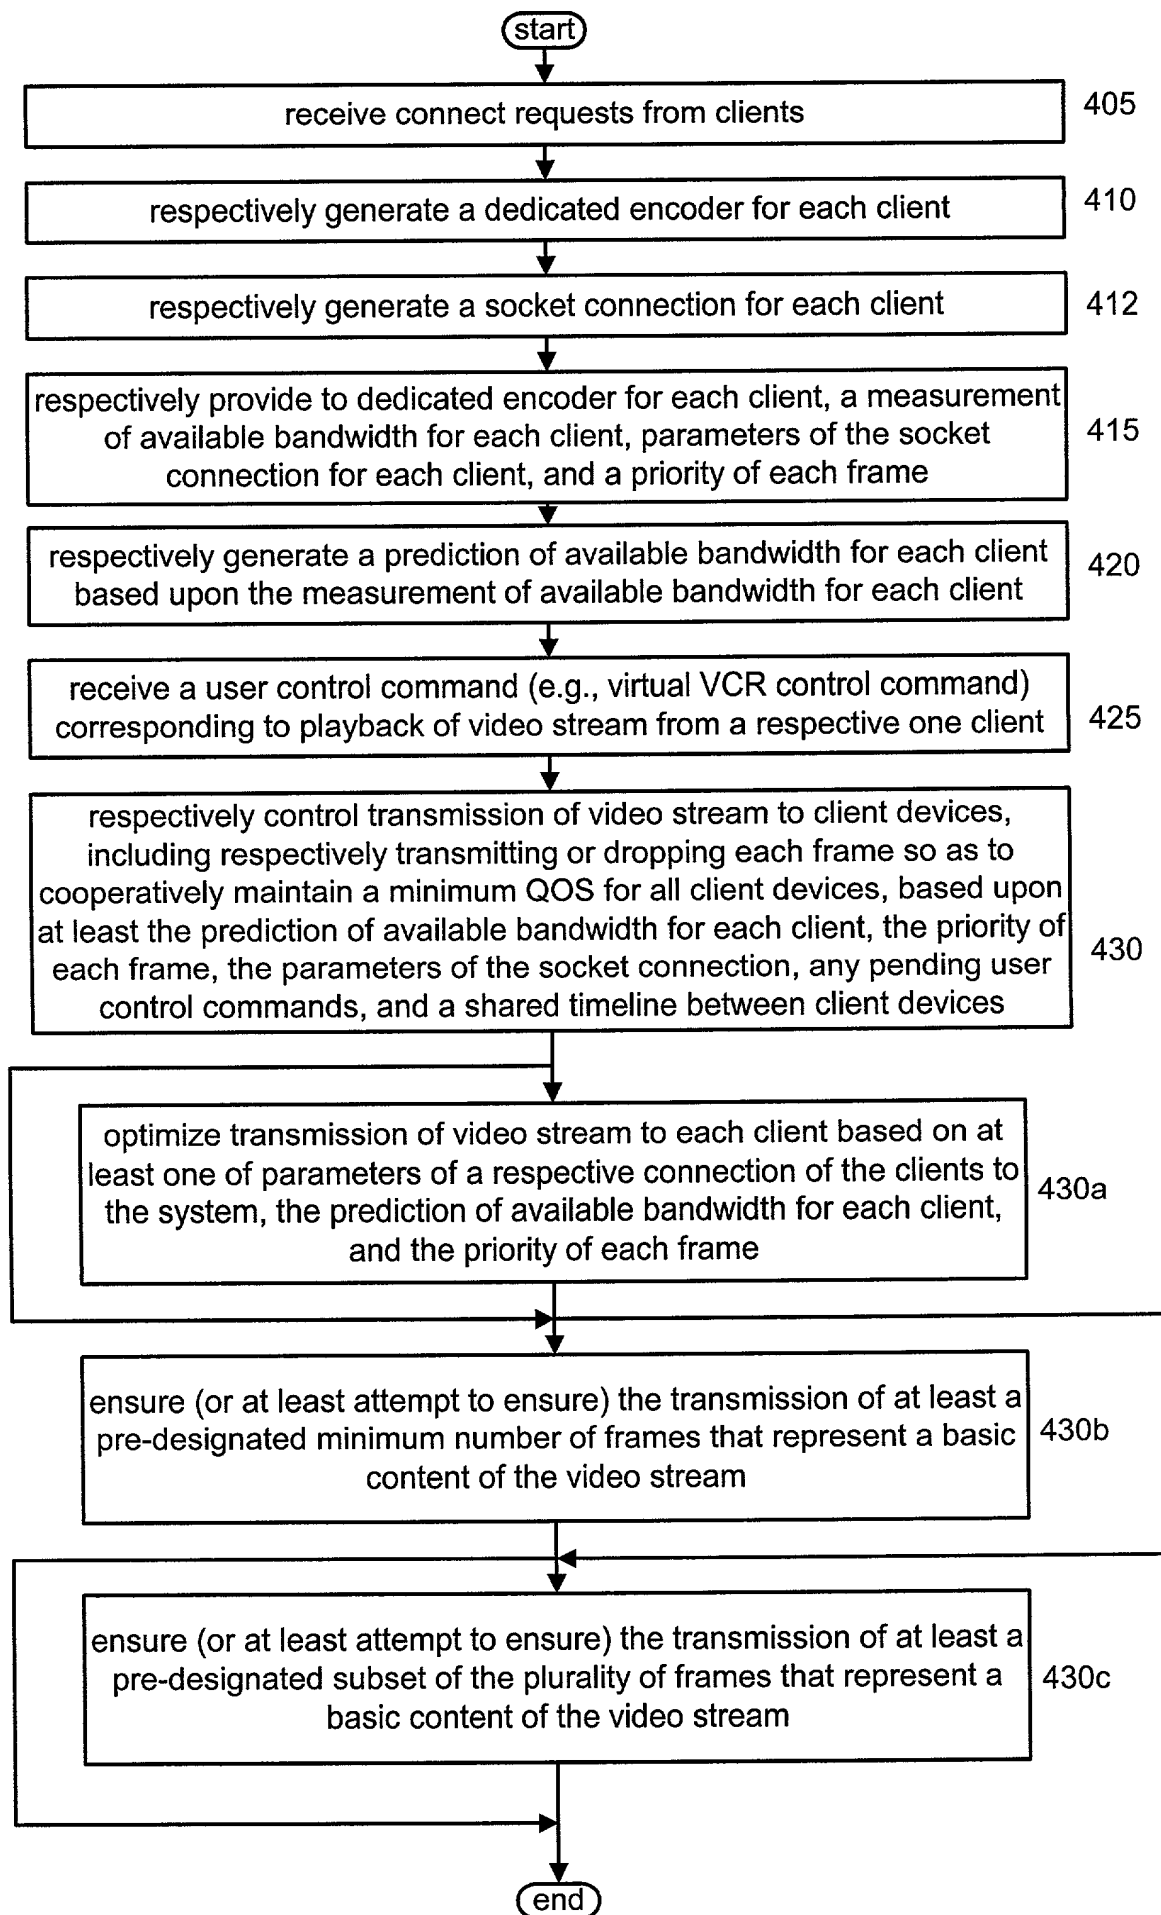 start
receive connect requests from clients
405
respectively generate a dedicated encoder for each client
410
respectively generate a socket connection for each client
412
respectively provide to dedicated encoder for each client, a measurement
of available bandwidth for each client, parameters of the socket
connection for each client, and a priority of each frame
415
respectively generate a prediction of available bandwidth for each client
based upon the measurement of available bandwidth for each client
420
receive a user control command (e.g., virtual VCR control command)
corresponding to playback of video stream from a respective one client
425
respectively control transmission of video stream to client devices,
including respectively transmitting or dropping each frame so as to
cooperatively maintain a minimum QOS for all client devices, based upon
at least the prediction of available bandwidth for each client, the priority of
each frame, the parameters of the socket connection, any pending user
control commands, and a shared timeline between client devices
430
optimize transmission of video stream to each client based on at
least one of parameters of a respective connection of the clients to
the system, the prediction of available bandwidth for each client,
and the priority of each frame
430a
ensure (or at least attempt to ensure) the transmission of at least a
pre-designated minimum number of frames that represent a basic
content of the video stream
430b
ensure (or at least attempt to ensure) the transmission of at least a
pre-designated subset of the plurality of frames that represent a
basic content of the video stream
430c
end